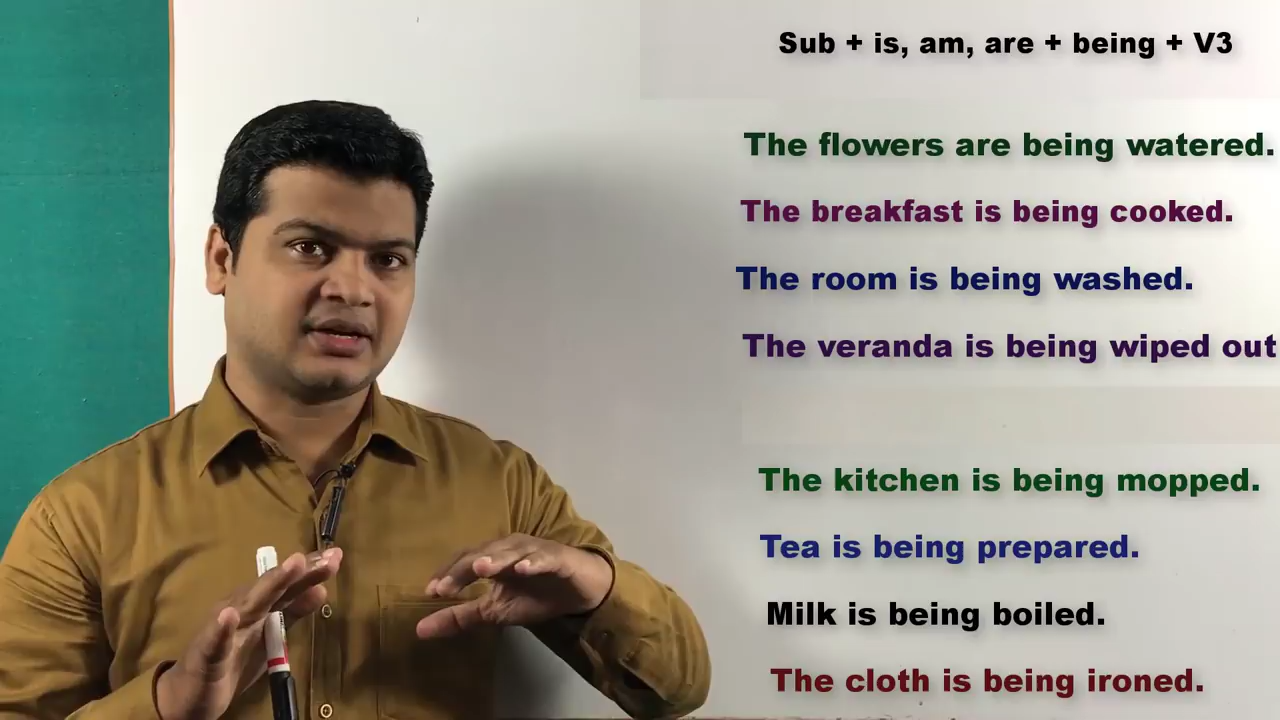 Sub + is, am, are + being + V3
The flowers are being watered.
The breakfast is being cooked.
The room is being washed.
The veranda is being wiped out
The kitchen is being mopped.
Tea is being prepared.
Milk is being boiled.
The cloth is being ironed.